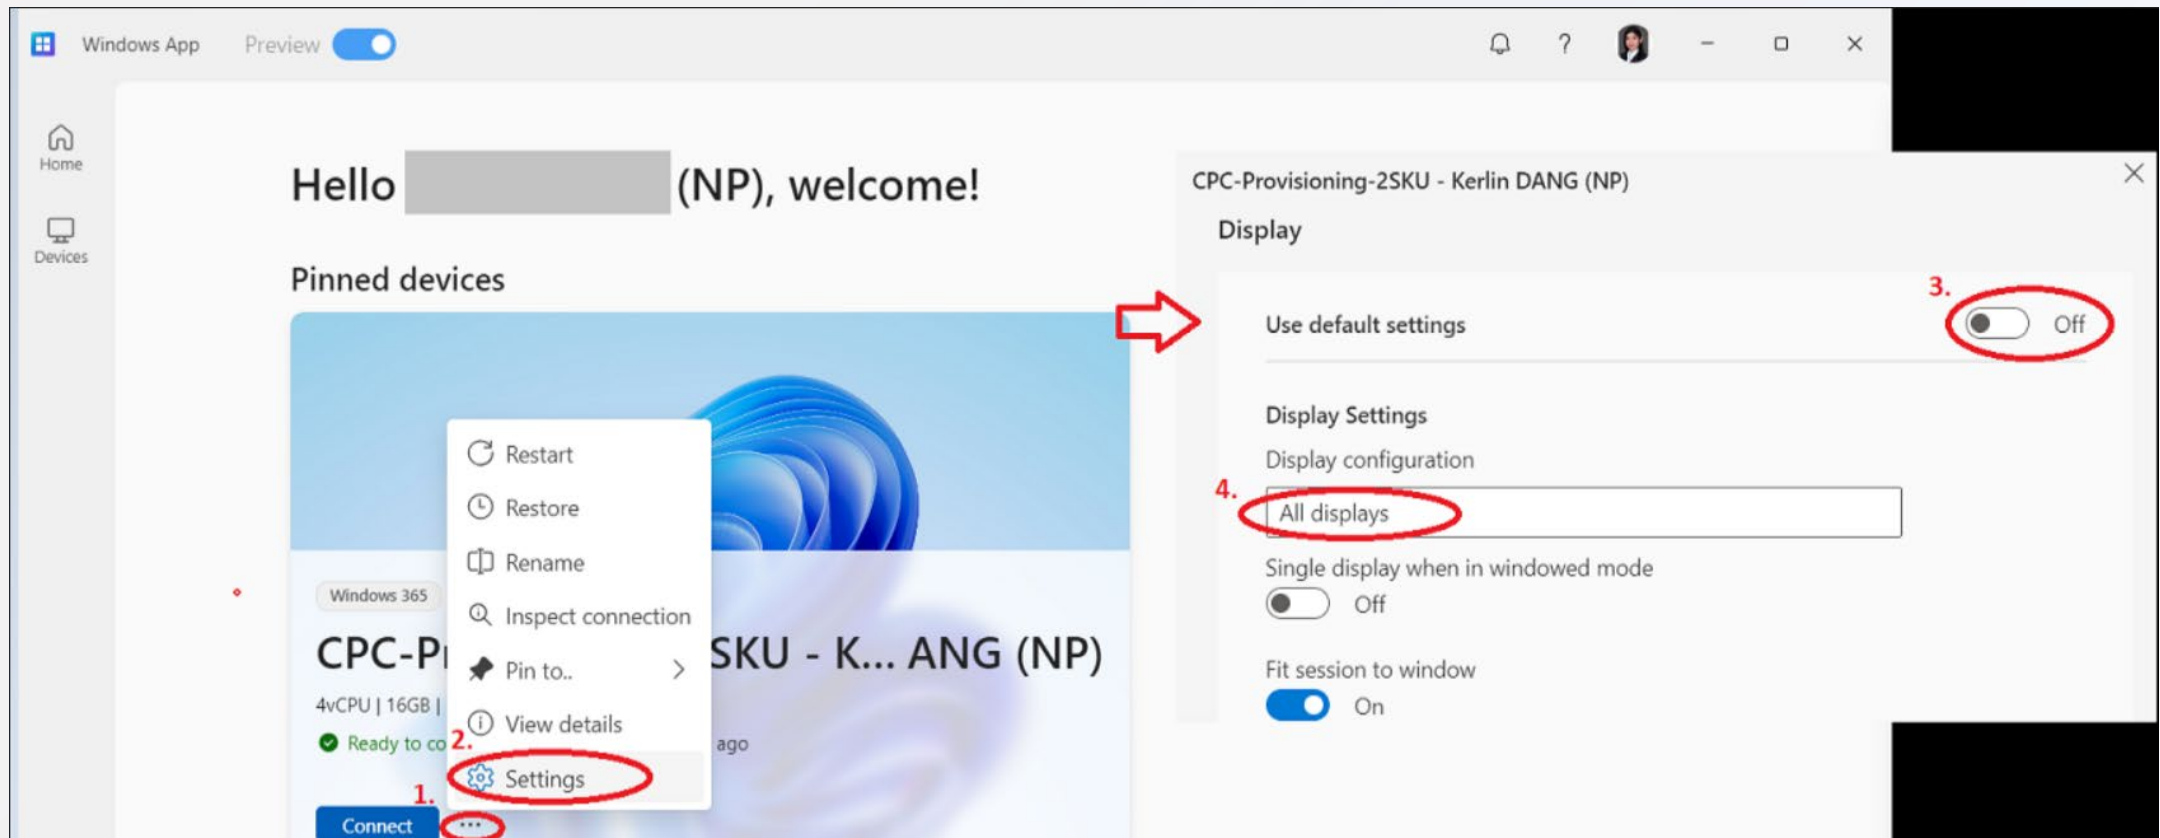 Windows App Preview
?
Home
Devices
Hello (NP), welcome!
Pinned devices
Windows 365
CPC-P SKU - K... ANG (NP)
4vCPU | 16GB |
Ready to co ago
Connect ...
1.
Restart
Restore
Rename
Inspect connection
Pin to..
View details
2.
Settings
CPC-Provisioning-2SKU - Kerlin DANG (NP)
Display
3.
Use default settings Off
Display Settings
Display configuration
4.
All displays
Single display when in windowed mode
Off
Fit session to window
On